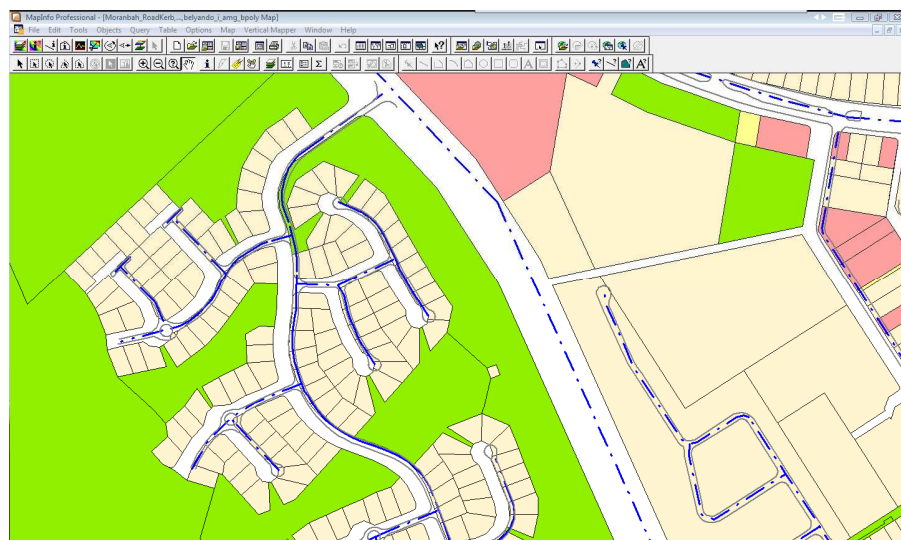 MapInfo Professional - [Moranbah_RoadKerb,...,belyando_i_amg_bpoly Map]
File Edit Tools Objects Query Table Options Map Vertical Mapper Window Help